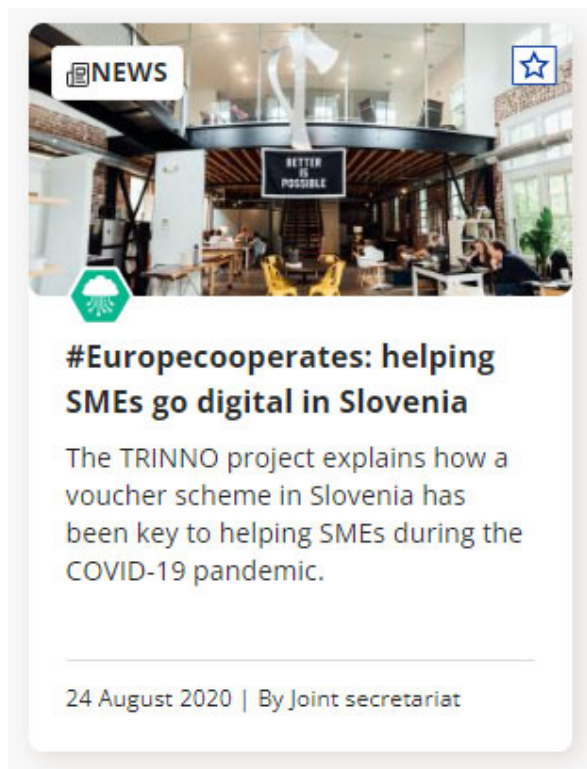 NEWS
BETTER
IS
POSSIBLE
#Europecooperates: helping
SMEs go digital in Slovenia
The TRINNO project explains how a
voucher scheme in Slovenia has
been key to helping SMEs during the
COVID-19 pandemic.
24 August 2020 | By Joint secretariat